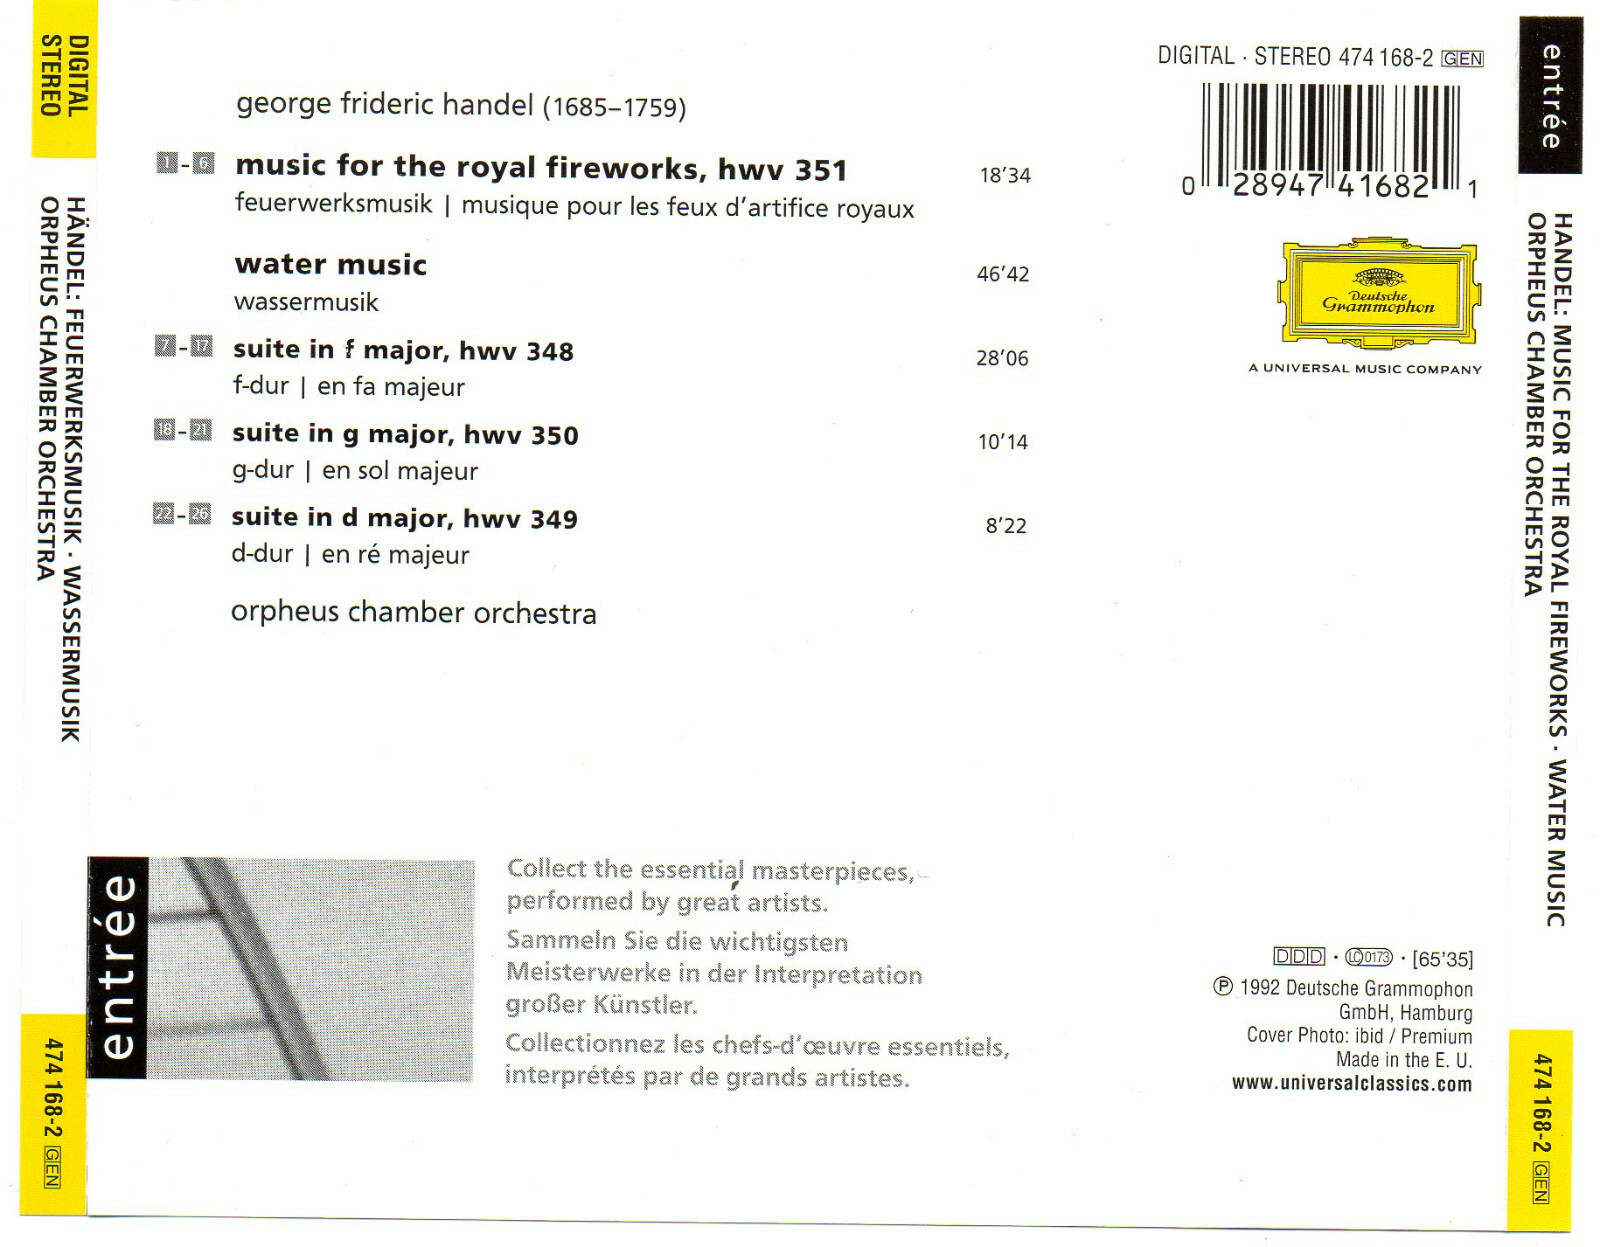 DIGITAL
STEREO
HÄNDEL: FEUERWERKSMUSIK · WASSERMUSIK
ORPHEUS CHAMBER ORCHESTRA
474 168-2 GEN
george frideric handel (1685–1759)
1 - 6 music for the royal fireworks, hwv 351 18’34
feuerwerksmusik | musique pour les feux d’artifice royaux
water music 46’42
wassermusik
7 - 17 suite in f major, hwv 348 28’06
f-dur | en fa majeur
18 - 21 suite in g major, hwv 350 10’14
g-dur | en sol majeur
22 - 26 suite in d major, hwv 349 8’22
d-dur | en ré majeur
orpheus chamber orchestra
DIGITAL · STEREO 474 168-2 GEN
0 28947 41682 1
Deutsche
Grammophon
A UNIVERSAL MUSIC COMPANY
entrée
Collect the essential masterpieces,
performed by great artists.
Sammeln Sie die wichtigsten
Meisterwerke in der Interpretation
großer Künstler.
Collectionnez les chefs-d’œuvre essentiels,
interprétés par de grands artistes.
DDD · LC 0173 · [65’35]
Ⓟ 1992 Deutsche Grammophon
GmbH, Hamburg
Cover Photo: ibid / Premium
Made in the E. U.
www.universalclassics.com
entrée
HANDEL: MUSIC FOR THE ROYAL FIREWORKS · WATER MUSIC
ORPHEUS CHAMBER ORCHESTRA
474 168-2 GEN